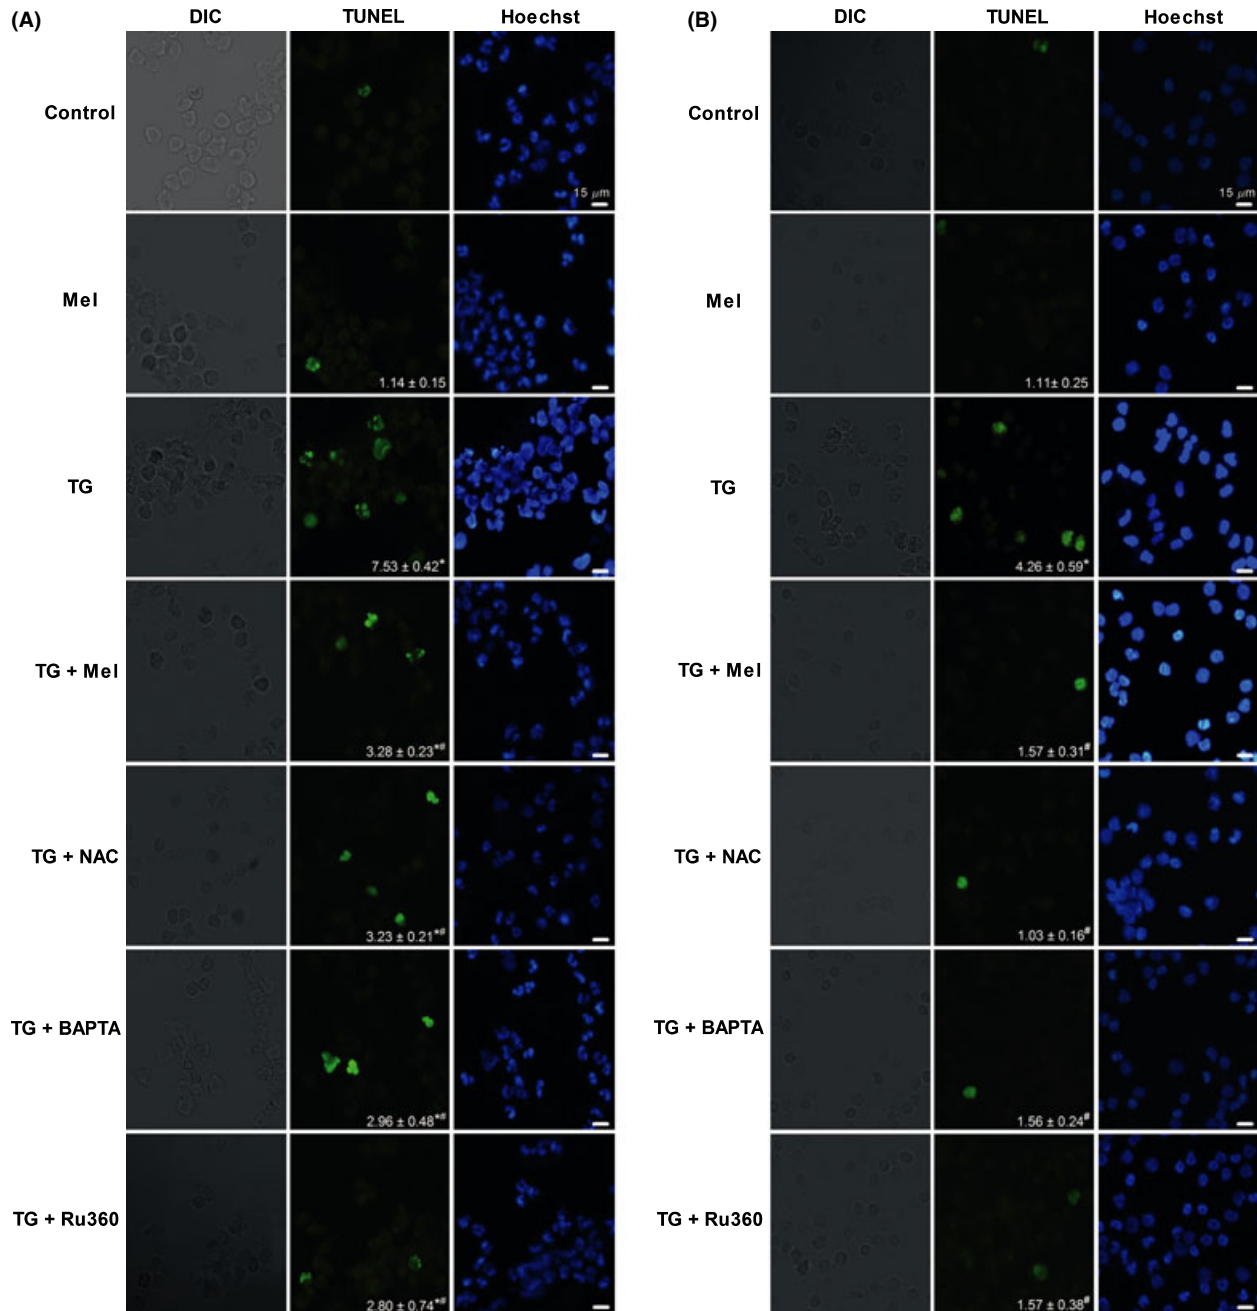 (A) DIC TUNEL Hoechst (B) DIC TUNEL Hoechst
Control Control
15 µm 15 µm
Mel Mel
1.14 ± 0.15 1.11± 0.25
TG TG
7.53 ± 0.42* 4.26 ± 0.59*
TG + Mel TG + Mel
3.28 ± 0.23*# 1.57 ± 0.31#
TG + NAC TG + NAC
3.23 ± 0.21*# 1.03 ± 0.16#
TG + BAPTA TG + BAPTA
2.96 ± 0.48*# 1.56 ± 0.24#
TG + Ru360 TG + Ru360
2.80 ± 0.74*# 1.57 ± 0.38#